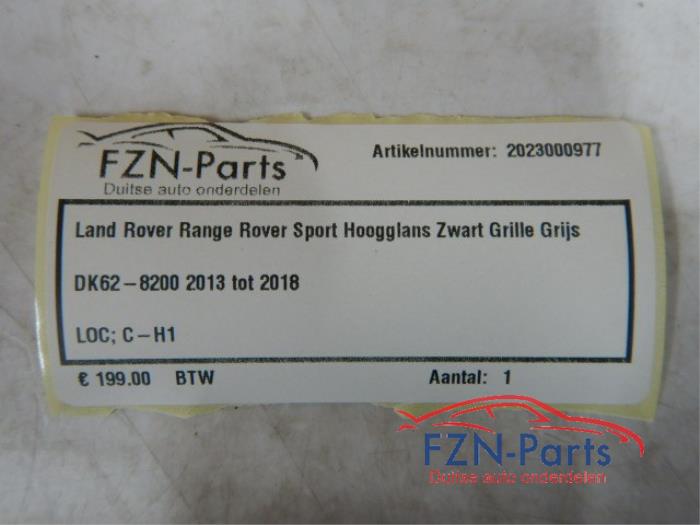 FZN-Parts
Duitse auto onderdelen
Artikelnummer: 2023000977
Land Rover Range Rover Sport Hoogglans Zwart Grille Grijs
DK62-8200 2013 tot 2018
LOC; C-H1
€ 199.00 BTW
Aantal: 1
FZN-Parts
Duitse auto onderdelen